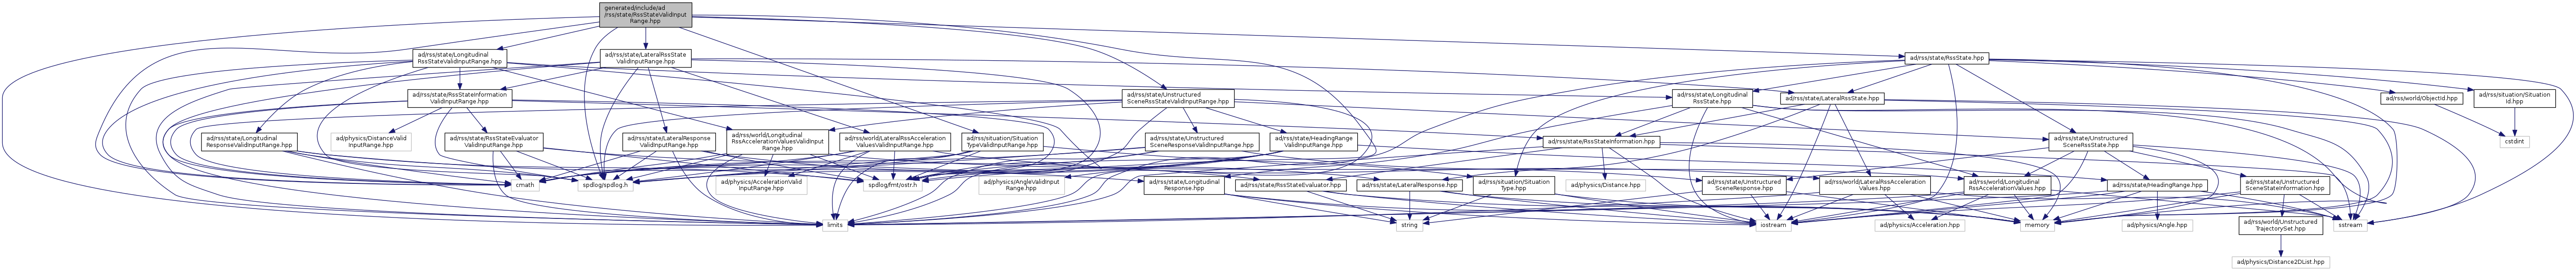 generated/include/ad
/rss/state/RssStateValidInput
Range.hpp
ad/rss/state/Longitudinal
RssStateValidInputRange.hpp
ad/rss/state/LateralRssState
ValidInputRange.hpp
ad/rss/state/RssState.hpp
ad/rss/state/RssStateInformation
ValidInputRange.hpp
ad/rss/state/Unstructured
SceneRssStateValidInputRange.hpp
ad/rss/state/Longitudinal
RssState.hpp
ad/rss/state/LateralRssState.hpp
ad/rss/world/ObjectId.hpp
ad/rss/situation/Situation
Id.hpp
ad/rss/state/Longitudinal
ResponseValidInputRange.hpp
ad/physics/DistanceValid
InputRange.hpp
ad/rss/state/RssStateEvaluator
ValidInputRange.hpp
ad/rss/state/LateralResponse
ValidInputRange.hpp
ad/rss/world/Longitudinal
RssAccelerationValuesValidInput
Range.hpp
ad/rss/world/LateralRssAcceleration
ValuesValidInputRange.hpp
ad/rss/situation/Situation
TypeValidInputRange.hpp
ad/rss/state/Unstructured
SceneResponseValidInputRange.hpp
ad/rss/state/HeadingRange
ValidInputRange.hpp
ad/rss/state/RssStateInformation.hpp
ad/rss/state/Unstructured
SceneRssState.hpp
cstdint
cmath
spdlog/spdlog.h
ad/physics/AccelerationValid
InputRange.hpp
spdlog/fmt/ostr.h
ad/physics/AngleValidInput
Range.hpp
ad/rss/state/Longitudinal
Response.hpp
ad/rss/state/RssStateEvaluator.hpp
ad/rss/state/LateralResponse.hpp
ad/rss/situation/Situation
Type.hpp
ad/physics/Distance.hpp
ad/rss/state/Unstructured
SceneResponse.hpp
ad/rss/world/LateralRssAcceleration
Values.hpp
ad/rss/world/Longitudinal
RssAccelerationValues.hpp
ad/rss/state/HeadingRange.hpp
ad/rss/state/Unstructured
SceneStateInformation.hpp
limits
string
iostream
ad/physics/Acceleration.hpp
memory
ad/physics/Angle.hpp
ad/rss/world/Unstructured
TrajectorySet.hpp
sstream
ad/physics/Distance2DList.hpp